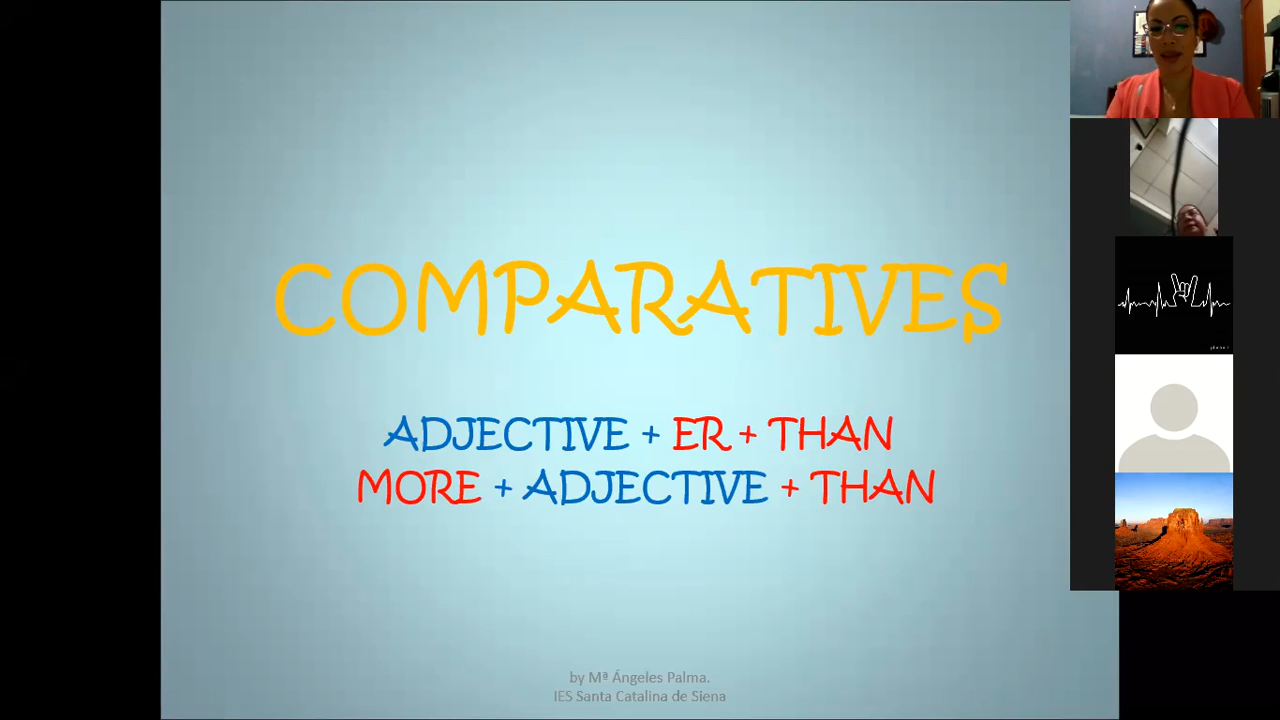 COMPARATIVES
ADJECTIVE + ER + THAN
MORE + ADJECTIVE + THAN
by Mª Ángeles Palma.
IES Santa Catalina de Siena